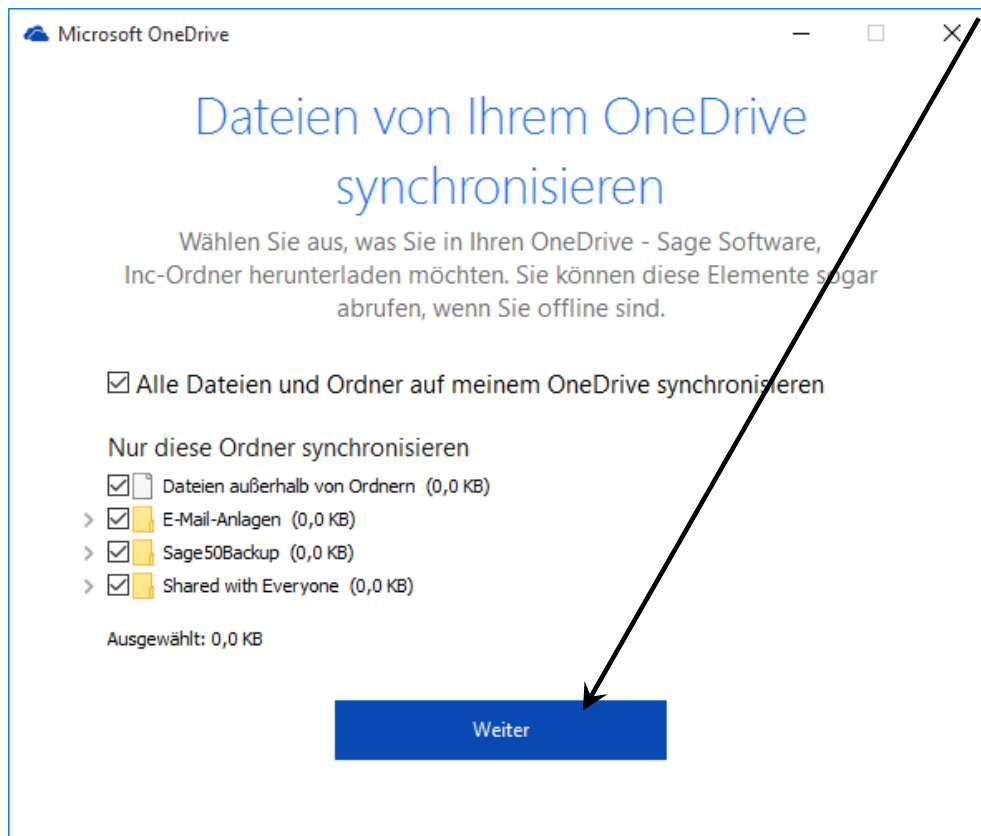 Microsoft OneDrive
Dateien von Ihrem OneDrive
synchronisieren
Wählen Sie aus, was Sie in Ihren OneDrive - Sage Software,
Inc-Ordner herunterladen möchten. Sie können diese Elemente sogar
abrufen, wenn Sie offline sind.
Alle Dateien und Ordner auf meinem OneDrive synchronisieren
Nur diese Ordner synchronisieren
Dateien außerhalb von Ordnern (0,0 KB)
E-Mail-Anlagen (0,0 KB)
Sage50Backup (0,0 KB)
Shared with Everyone (0,0 KB)
Ausgewählt: 0,0 KB
Weiter